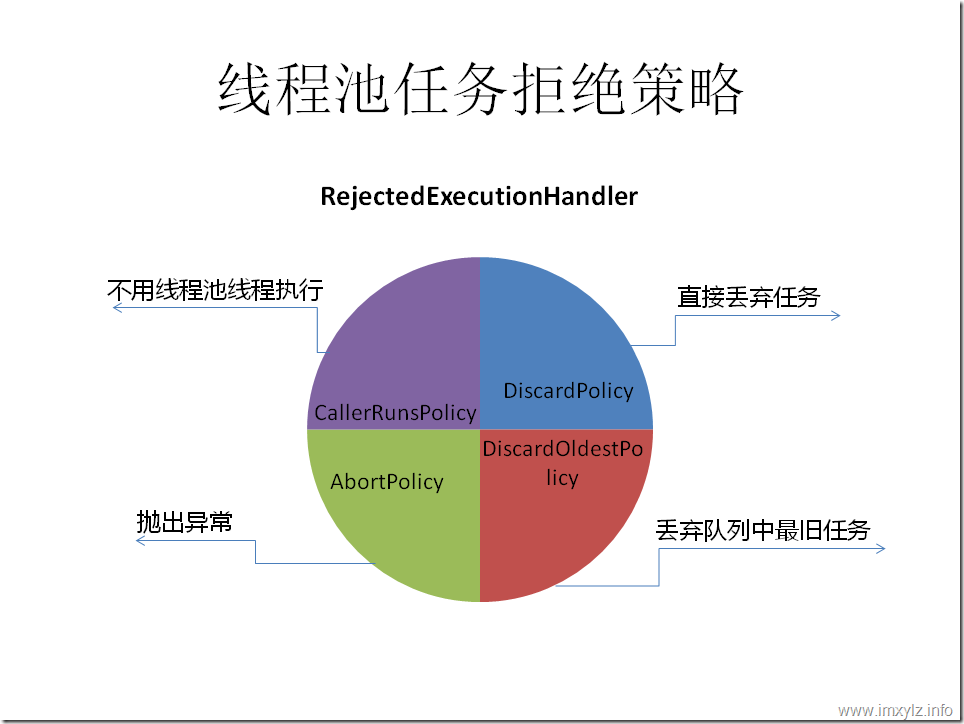 线程池任务拒绝策略
RejectedExecutionHandler
不用线程池线程执行
直接丢弃任务
DiscardPolicy
CallerRunsPolicy
DiscardOldestPo
licy
AbortPolicy
抛出异常
丢弃队列中最旧任务
www.imxylz.info